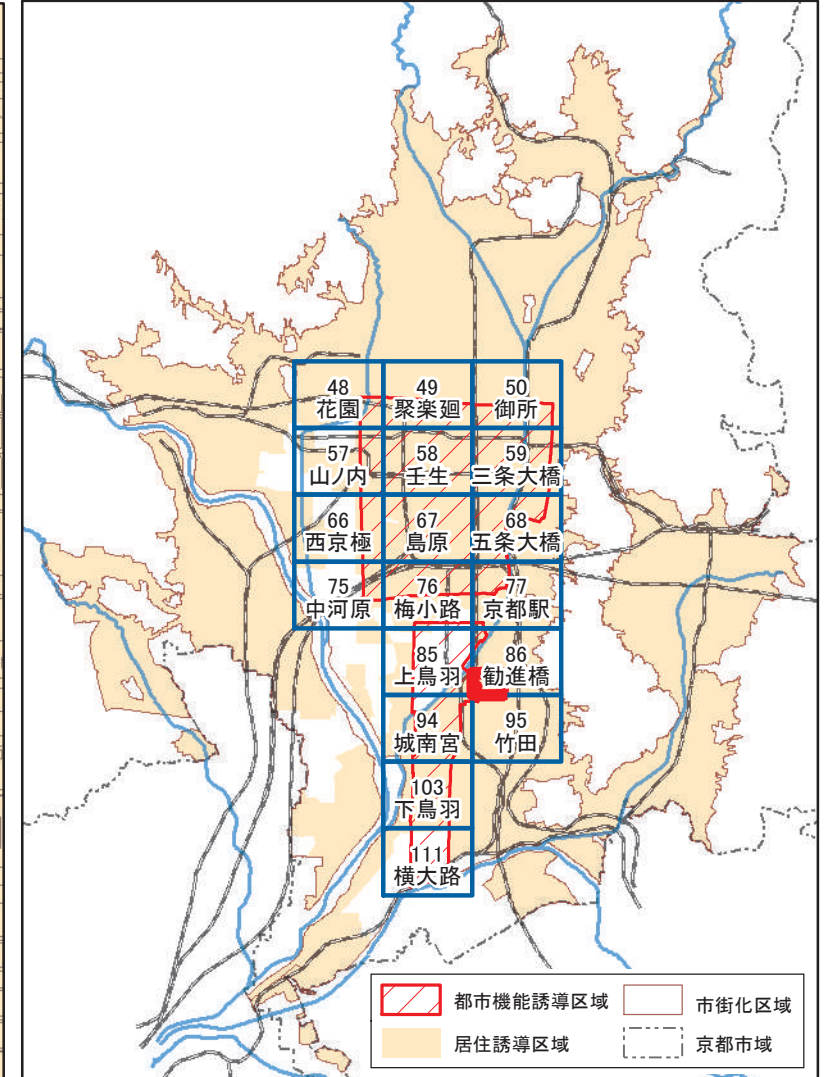 48
花園
49
聚楽廻
50
御所
57
山ノ内
58
壬生
59
三条大橋
66
西京極
67
島原
68
五条大橋
75
中河原
76
梅小路
77
京都駅
85
上鳥羽
86
勧進橋
94
城南宮
95
竹田
103
下鳥羽
111
横大路
都市機能誘導区域
市街化区域
居住誘導区域
京都市域